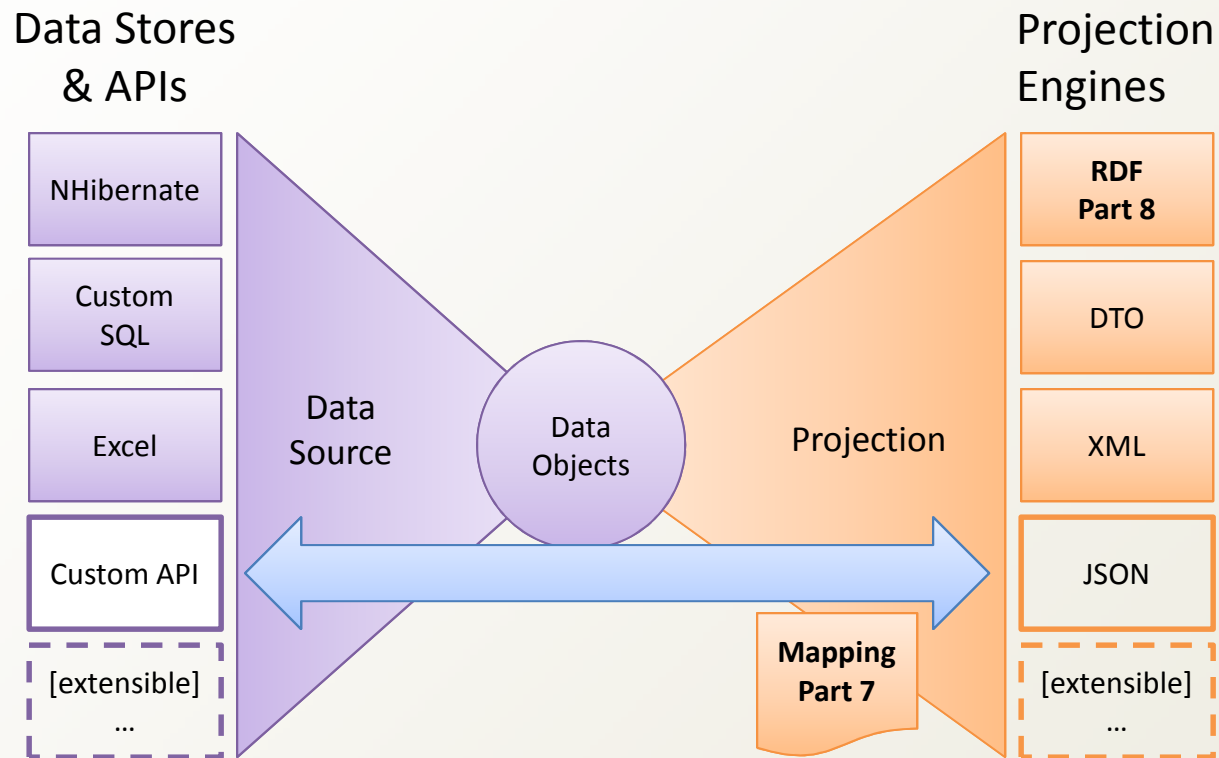 Data Stores
& APIs
Projection
Engines
NHibernate
Custom
SQL
Excel
Custom API
[extensible]
...
Data
Source
Data
Objects
Projection
Mapping
Part 7
RDF
Part 8
DTO
XML
JSON
[extensible]
...